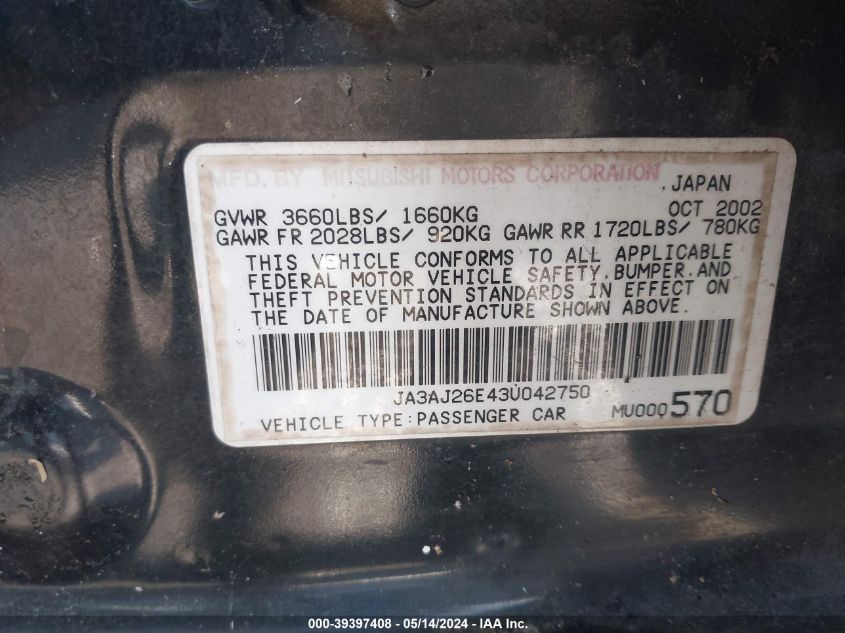 MFD. BY MITSUBISHI MOTORS CORPORATION
, JAPAN
GVWR 3660LBS/ 1660KG OCT 2002
GAWR FR 2028LBS/ 920KG GAWR RR 1720LBS/ 780KG
THIS VEHICLE CONFORMS TO ALL APPLICABLE
FEDERAL MOTOR VEHICLE SAFETY, BUMPER, AND
THEFT PREVENTION STANDARDS IN EFFECT ON
THE DATE OF MANUFACTURE SHOWN ABOVE.
JA3AJ26E43U042750
VEHICLE TYPE: PASSENGER CAR MU000570
000-39397408 - 05/14/2024 - IAA Inc.